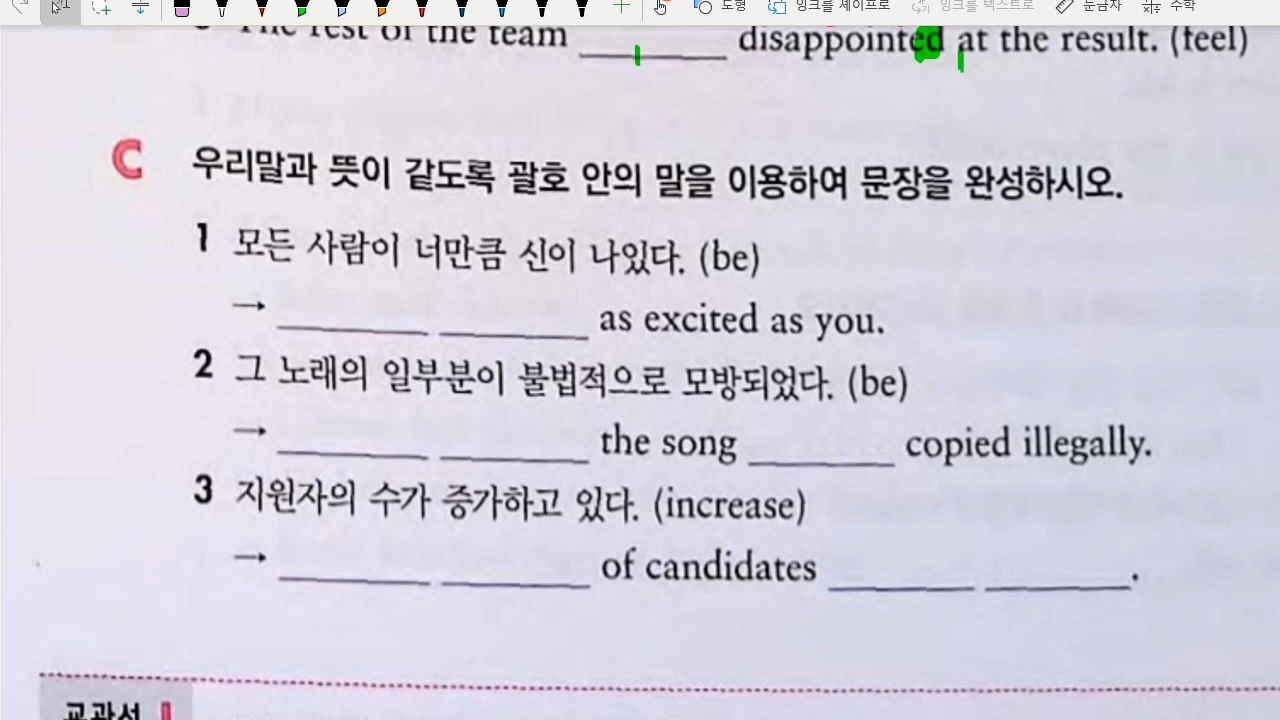 도형 잉크를 셰이프로 잉크를 텍스트로 눈금자 수학
The rest of the team ________ disappointed at the result. (feel)
C 우리말과 뜻이 같도록 괄호 안의 말을 이용하여 문장을 완성하시오.
1 모든 사람이 너만큼 신이 나있다. (be)
→ ________ ________ as excited as you.
2 그 노래의 일부분이 불법적으로 모방되었다. (be)
→ ________ ________ the song ________ copied illegally.
3 지원자의 수가 증가하고 있다. (increase)
→ ________ ________ of candidates ________ ________.